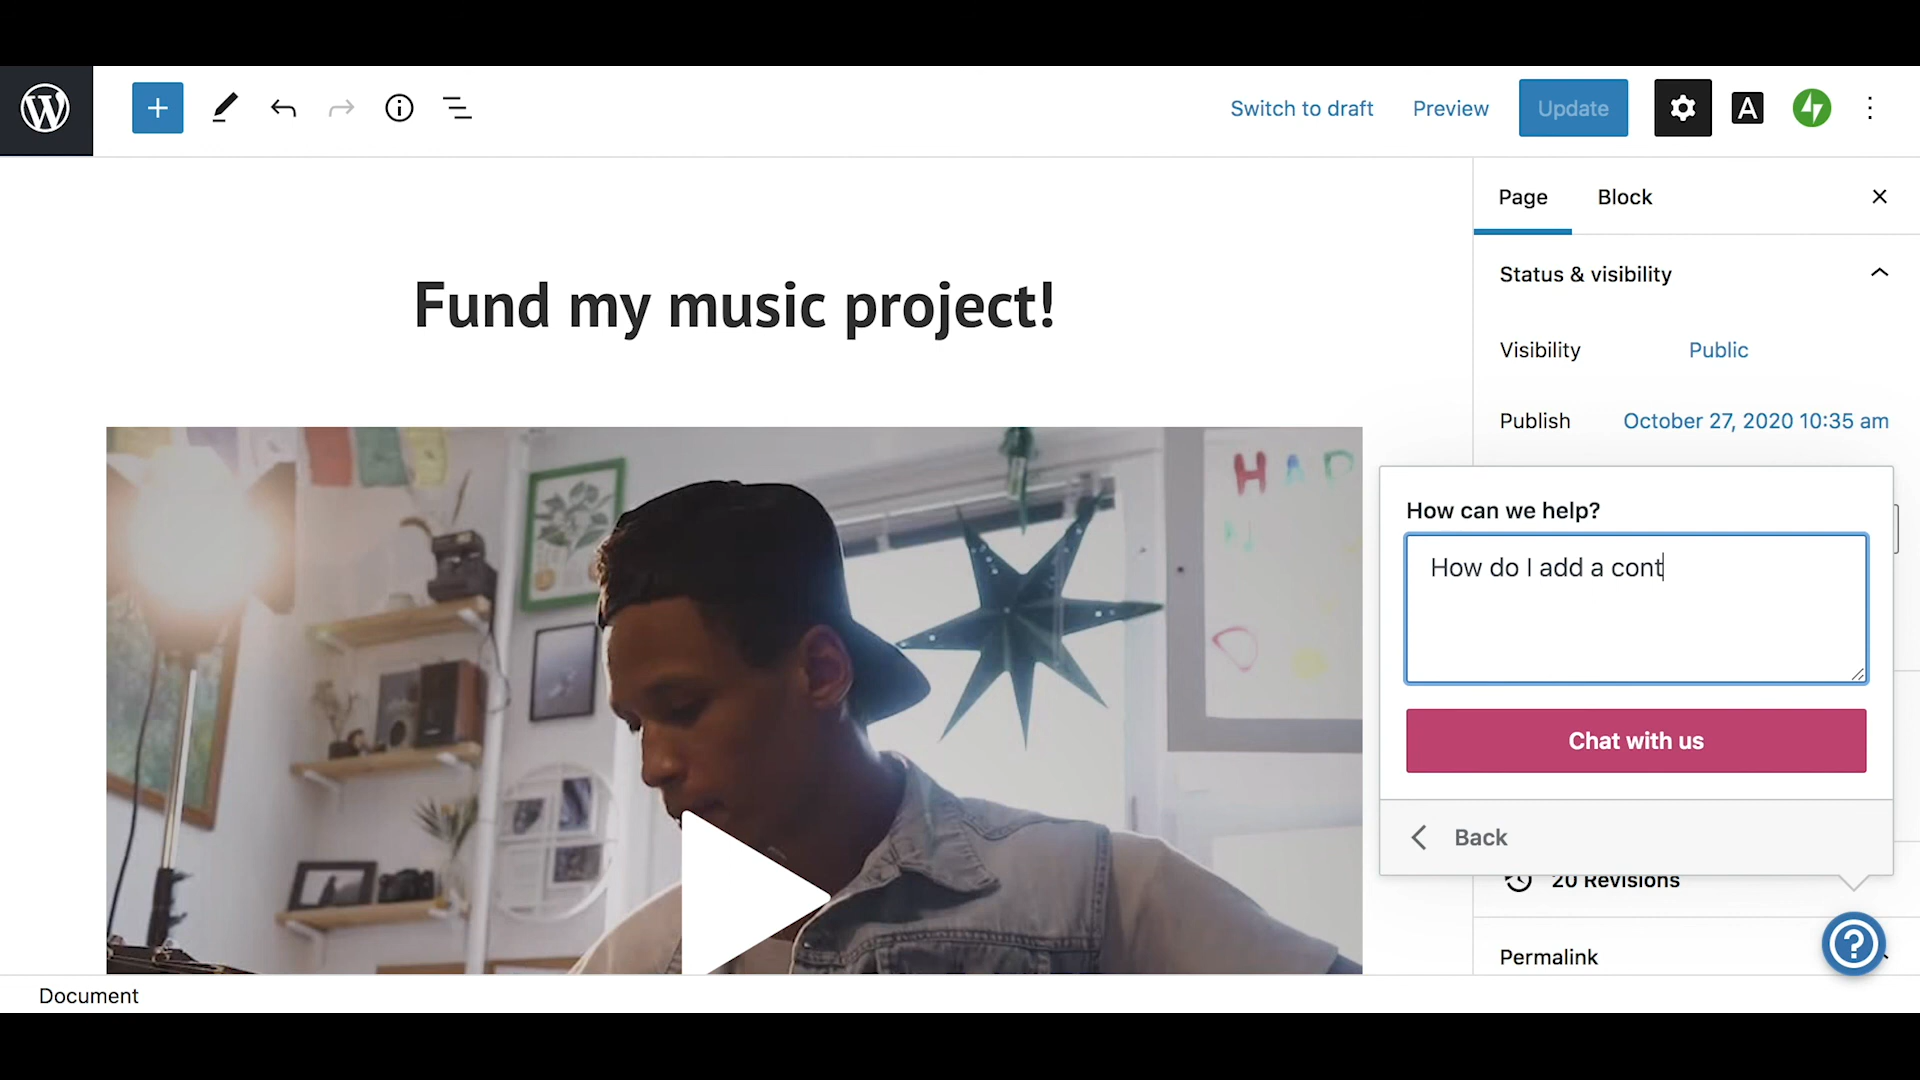 Switch to draft
Preview
Update
A
Page
Block
Status & visibility
Fund my music project!
Visibility
Public
Publish
October 27, 2020 10:35 am
HAP
How can we help?
How do I add a cont
Chat with us
Back
20 Revisions
Permalink
Document